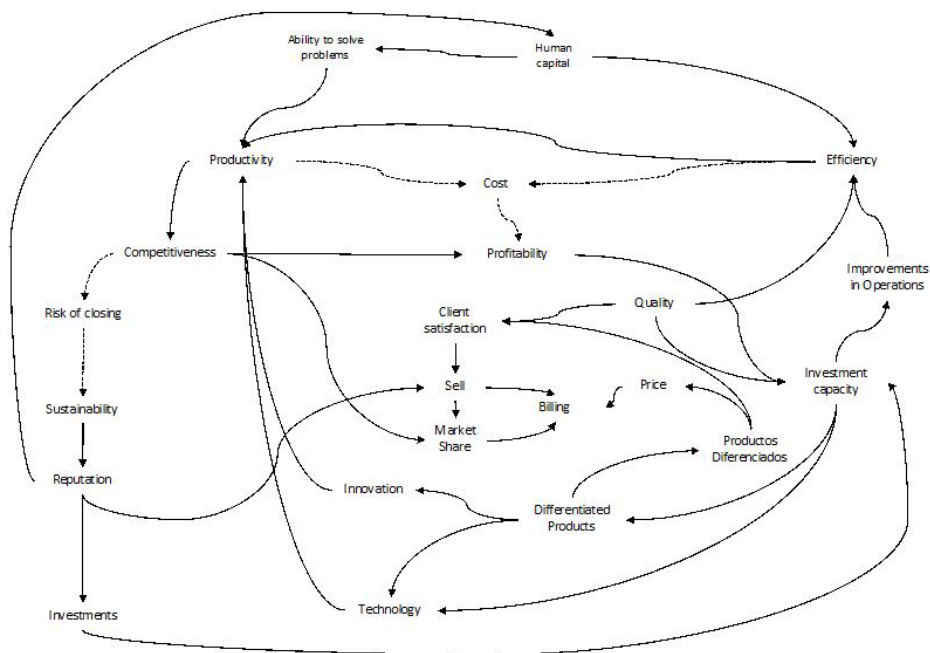 Ability to solve
problems
Human
capital
Productivity
Efficiency
Cost
Competitiveness
Profitability
Improvements
in Operations
Risk of closing
Client
satisfaction
Quality
Investment
capacity
Sustainability
Sell
Billing
Price
Market
Share
Productos
Diferenciados
Reputation
Innovation
Differentiated
Products
Investments
Technology